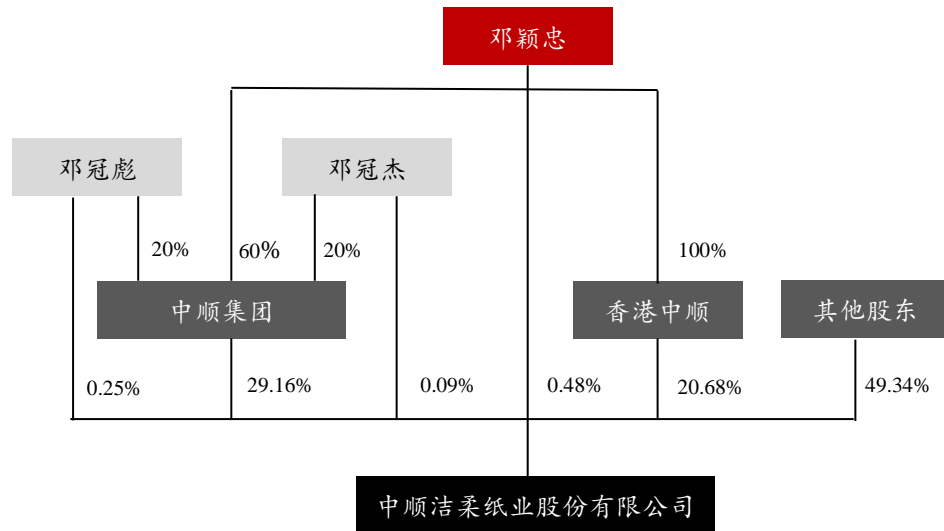 邓颖忠
邓冠彪
邓冠杰
20%
60%
20%
100%
中顺集团
香港中顺
其他股东
0.25%
29.16%
0.09%
0.48%
20.68%
49.34%
中顺洁柔纸业股份有限公司